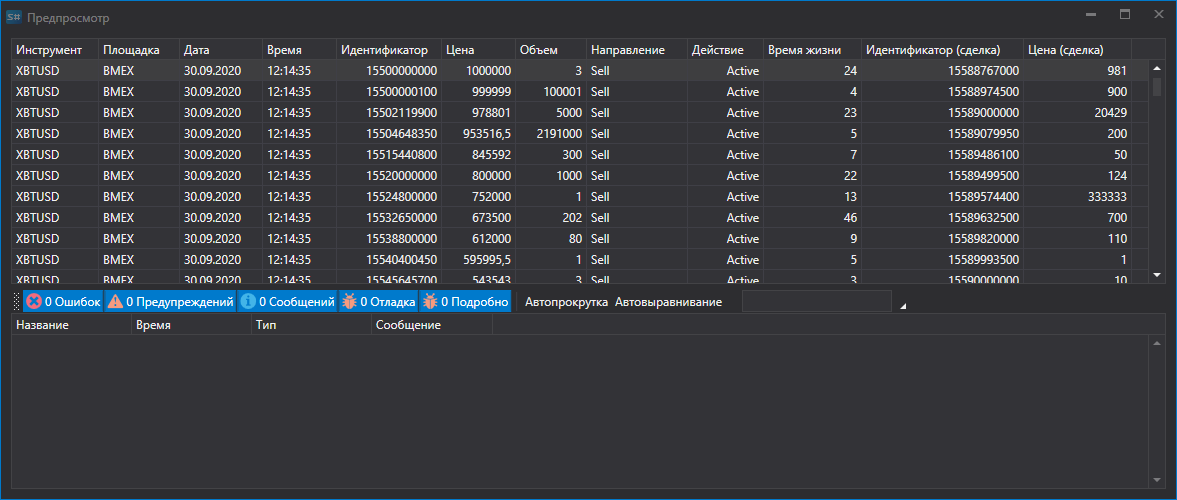 S# Предпросмотр
Инструмент Площадка Дата Время Идентификатор Цена Объем Направление Действие Время жизни Идентификатор (сделка) Цена (сделка)
XBTUSD BMEX 30.09.2020 12:14:35 15500000000 1000000 3 Sell Active 24 15588767000 981
XBTUSD BMEX 30.09.2020 12:14:35 15500000100 999999 100001 Sell Active 4 15588974500 900
XBTUSD BMEX 30.09.2020 12:14:35 15502119900 978801 5000 Sell Active 23 15589000000 20429
XBTUSD BMEX 30.09.2020 12:14:35 15504648350 953516,5 2191000 Sell Active 5 15589079950 200
XBTUSD BMEX 30.09.2020 12:14:35 15515440800 845592 300 Sell Active 7 15589486100 50
XBTUSD BMEX 30.09.2020 12:14:35 15520000000 800000 1000 Sell Active 22 15589499500 124
XBTUSD BMEX 30.09.2020 12:14:35 15524800000 752000 1 Sell Active 13 15589574400 333333
XBTUSD BMEX 30.09.2020 12:14:35 15532650000 673500 202 Sell Active 46 15589632500 700
XBTUSD BMEX 30.09.2020 12:14:35 15538800000 612000 80 Sell Active 9 15589820000 110
XBTUSD BMEX 30.09.2020 12:14:35 15540400450 595995,5 1 Sell Active 5 15589993500 1
XBTUSD BMEX 30.09.2020 12:14:35 15545645700 543543 3 Sell Active 3 15590000000 10
0 Ошибок 0 Предупреждений 0 Сообщений 0 Отладка 0 Подробно Автопрокрутка Автовыравнивание
Название Время Тип Сообщение